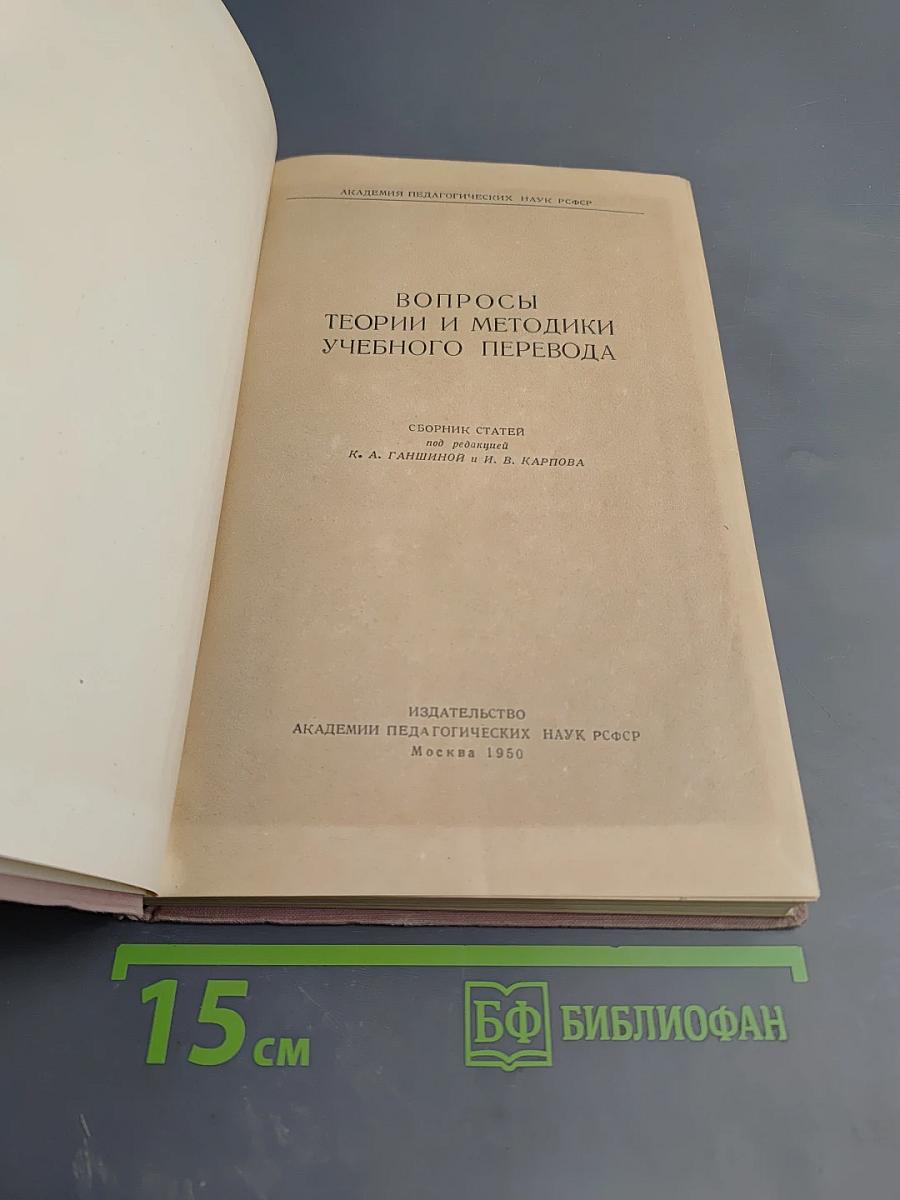 АКАДЕМИЯ ПЕДАГОГИЧЕСКИХ НАУК РСФСР
ВОПРОСЫ
ТЕОРИИ И МЕТОДИКИ
УЧЕБНОГО ПЕРЕВОДА
СБОРНИК СТАТЕЙ
под редакцией
К. А. ГАНШИНОЙ и И. В. КАРПОВА
ИЗДАТЕЛЬСТВО
АКАДЕМИИ ПЕДАГОГИЧЕСКИХ НАУК РСФСР
Москва 1950
15 см
БФ БИБЛИОФАН